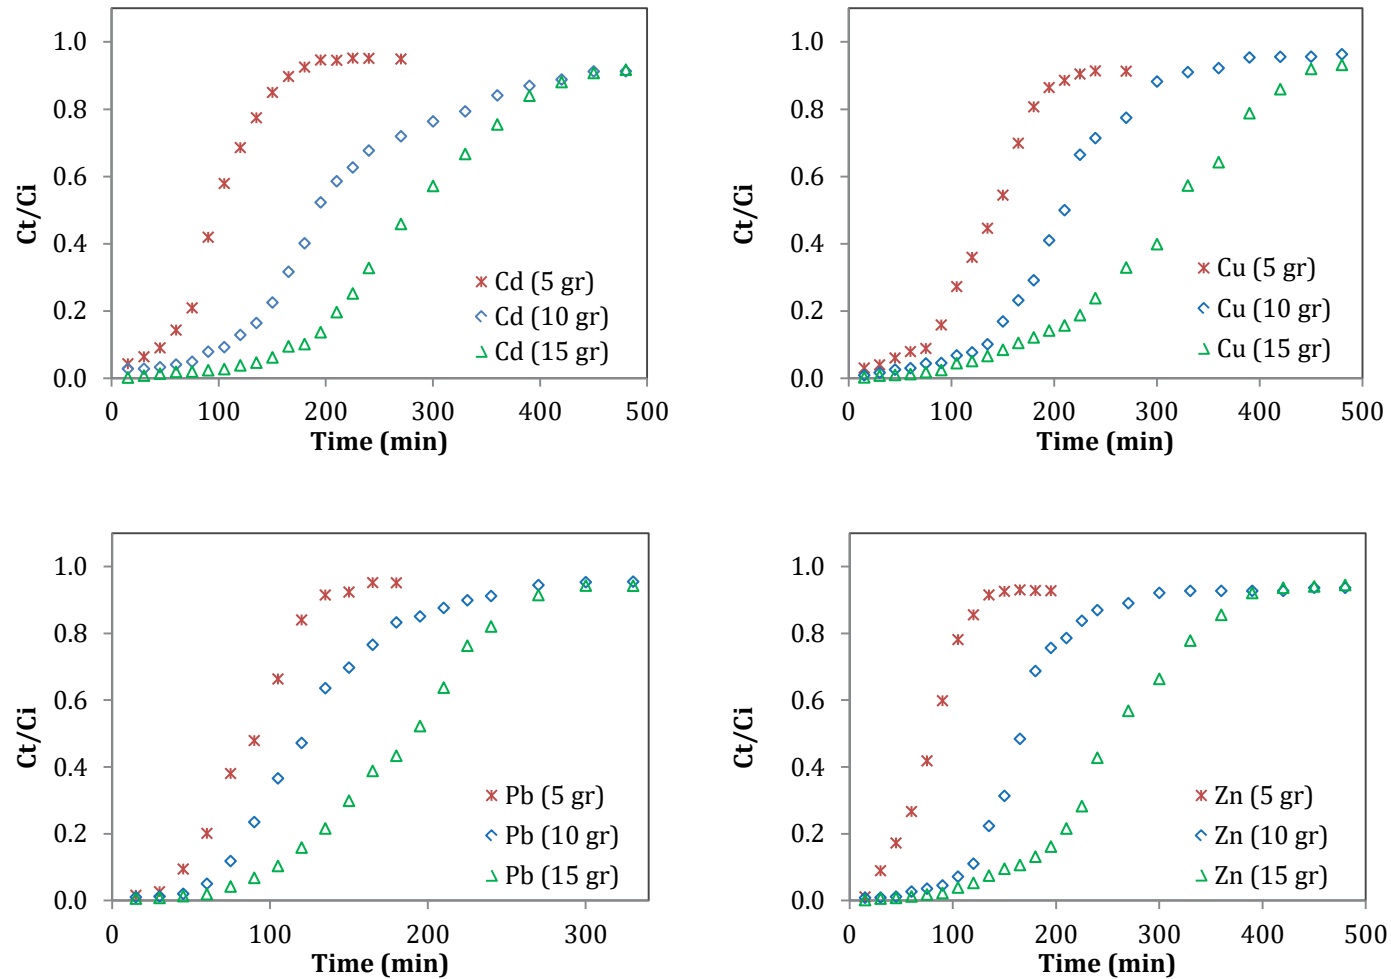 Ct/Ci
1.0
0.8
0.6
0.4
0.2
0.0
0 100 200 300 400 500
Time (min)
Cd (5 gr)
Cd (10 gr)
Cd (15 gr)
Ct/Ci
1.0
0.8
0.6
0.4
0.2
0.0
0 100 200 300 400 500
Time (min)
Cu (5 gr)
Cu (10 gr)
Cu (15 gr)
Ct/Ci
1.0
0.8
0.6
0.4
0.2
0.0
0 100 200 300
Time (min)
Pb (5 gr)
Pb (10 gr)
Pb (15 gr)
Ct/Ci
1.0
0.8
0.6
0.4
0.2
0.0
0 100 200 300 400 500
Time (min)
Zn (5 gr)
Zn (10 gr)
Zn (15 gr)